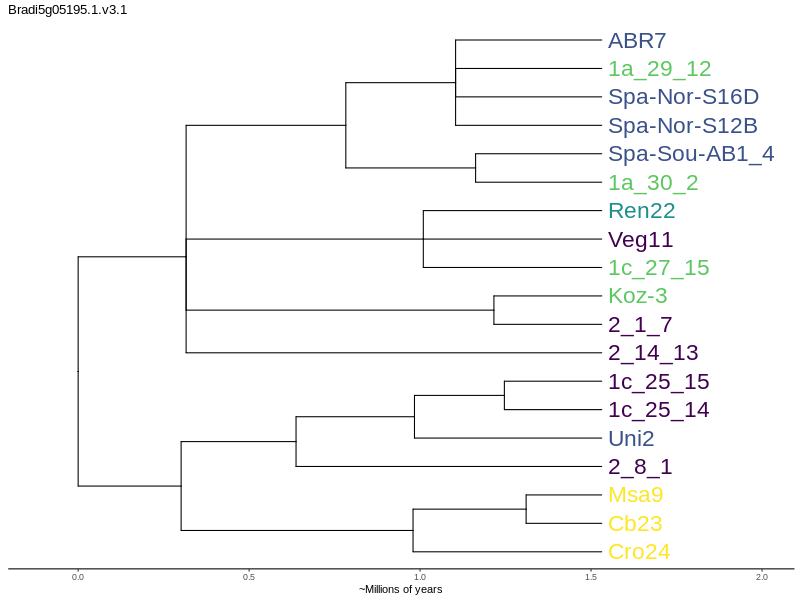 Bradi5g05195.1.v3.1
ABR7
1a_29_12
Spa-Nor-S16D
Spa-Nor-S12B
Spa-Sou-AB1_4
1a_30_2
Ren22
Veg11
1c_27_15
Koz-3
2_1_7
2_14_13
1c_25_15
1c_25_14
Uni2
2_8_1
Msa9
Cb23
Cro24
0.0 0.5 1.0 1.5 2.0
~Millions of years